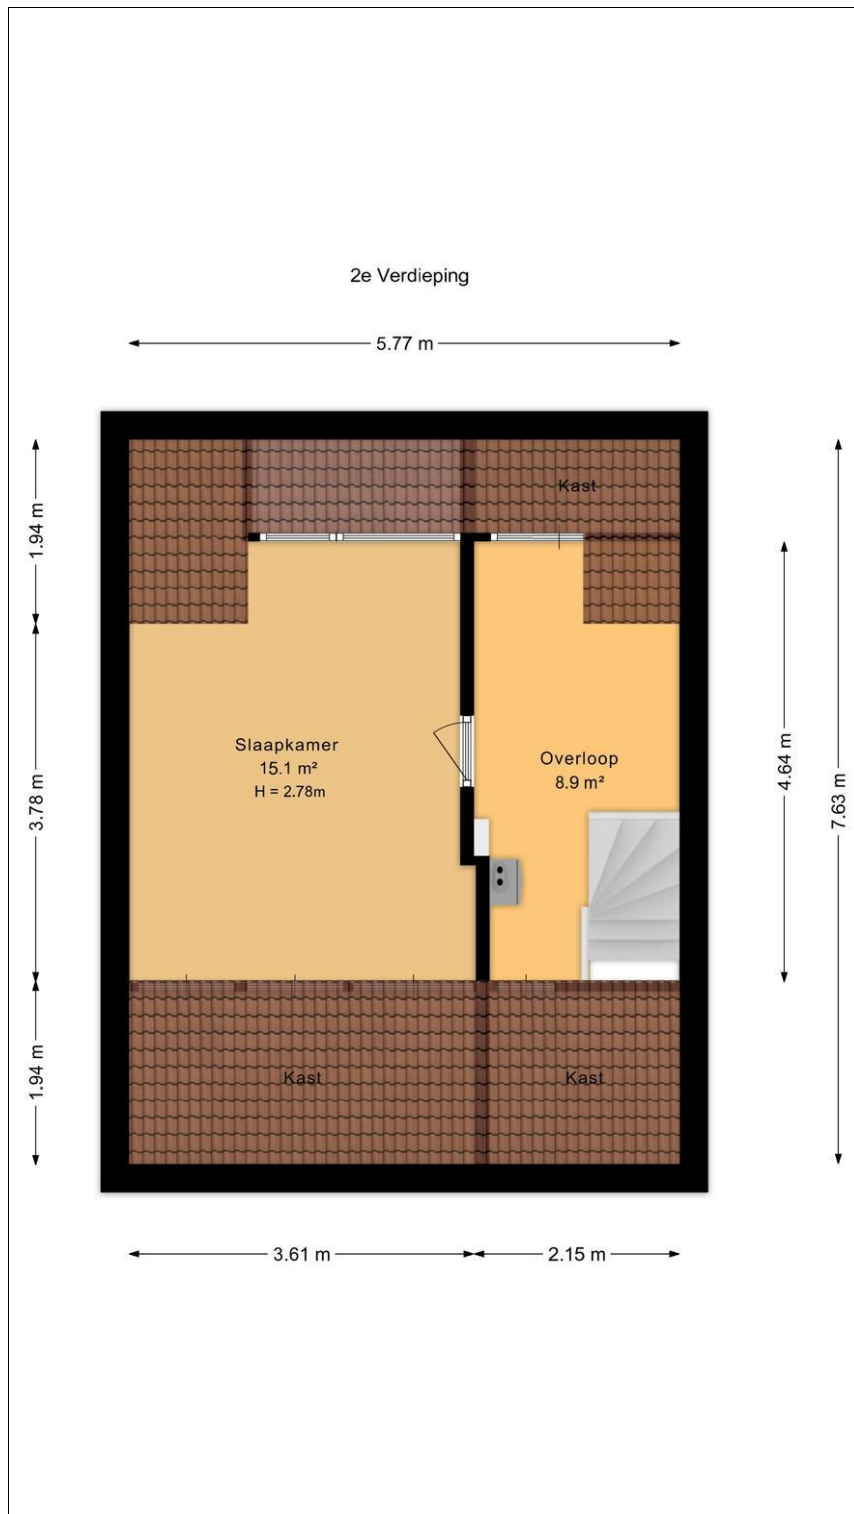 2e Verdieping
5.77 m
Kast
1.94 m
Slaapkamer
15.1 m²
H = 2.78m
Overloop
8.9 m²
3.78 m
4.64 m
7.63 m
Kast
Kast
1.94 m
3.61 m
2.15 m